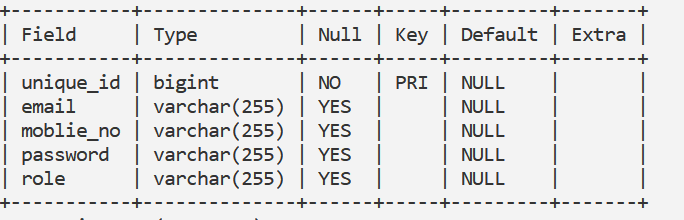 +-----------+--------------+------+-----+---------+-------+
| Field     | Type         | Null | Key | Default | Extra |
+-----------+--------------+------+-----+---------+-------+
| unique_id | bigint       | NO   | PRI | NULL    |       |
| email     | varchar(255) | YES  |     | NULL    |       |
| moblie_no | varchar(255) | YES  |     | NULL    |       |
| password  | varchar(255) | YES  |     | NULL    |       |
| role      | varchar(255) | YES  |     | NULL    |       |
+-----------+--------------+------+-----+---------+-------+